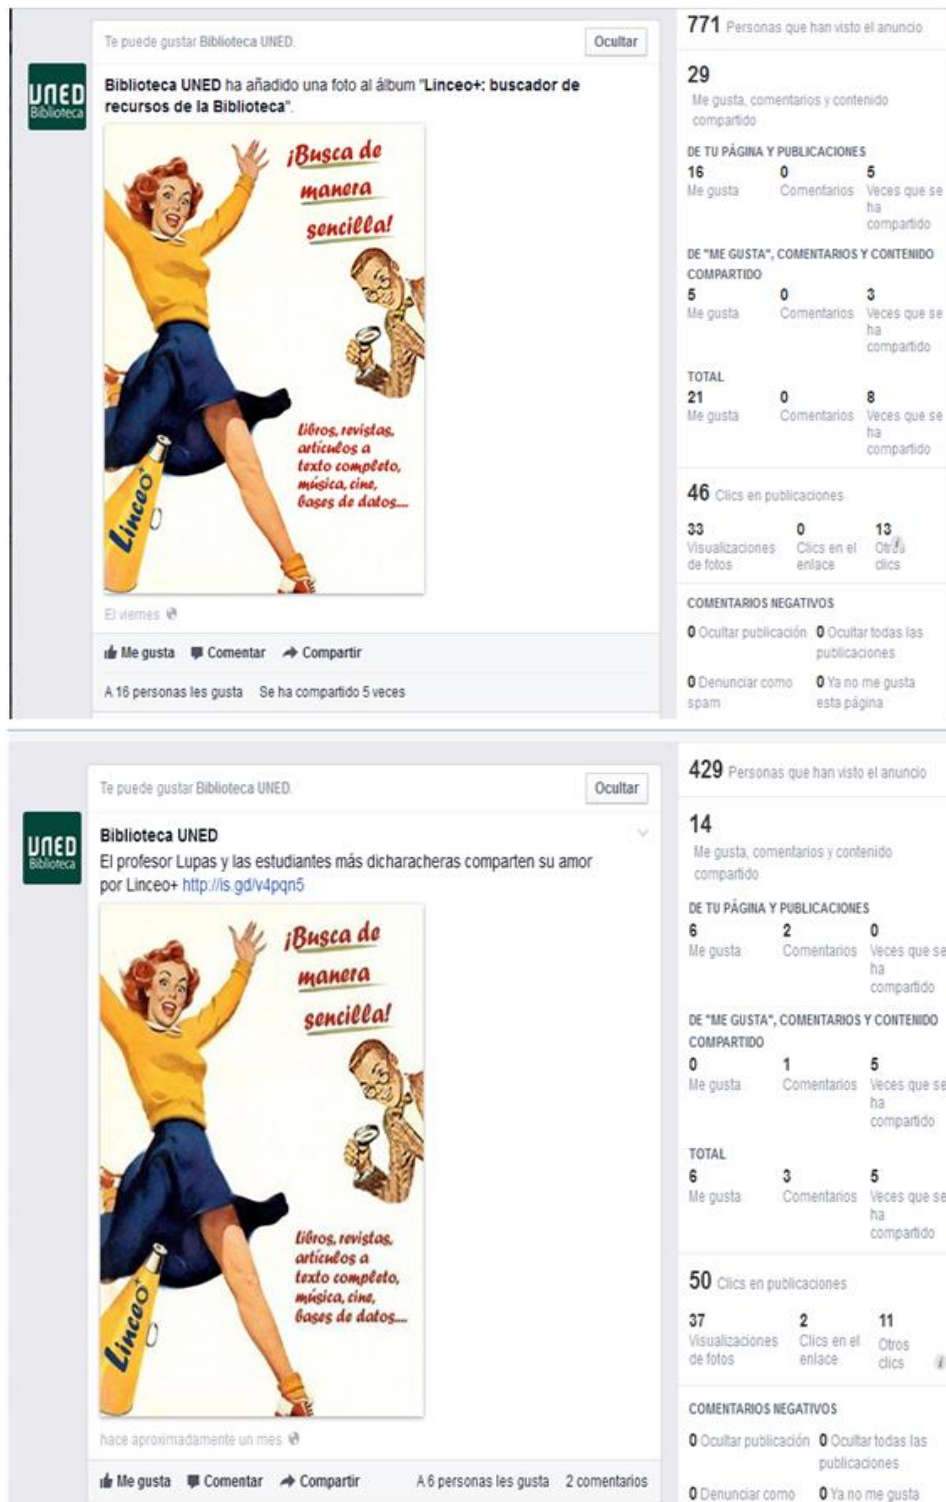 Te puede gustar Biblioteca UNED.
Ocultar
UNED
Biblioteca
Biblioteca UNED ha añadido una foto al álbum "Linceo+: buscador de
recursos de la Biblioteca".
¡Busca de
manera
sencilla!
Libros, revistas,
artículos a
texto completo,
música, cine,
bases de datos....
Linceo+
El viernes
Me gusta Comentar Compartir
A 16 personas les gusta Se ha compartido 5 veces
771 Personas que han visto el anuncio
29
Me gusta, comentarios y contenido
compartido
DE TU PÁGINA Y PUBLICACIONES
16 0 5
Me gusta Comentarios Veces que se
ha
compartido
DE "ME GUSTA", COMENTARIOS Y CONTENIDO
COMPARTIDO
5 0 3
Me gusta Comentarios Veces que se
ha
compartido
TOTAL
21 0 8
Me gusta Comentarios Veces que se
ha
compartido
46 Clics en publicaciones
33 0 13
Visualizaciones Clics en el Otros
de fotos enlace clics
COMENTARIOS NEGATIVOS
0 Ocultar publicación 0 Ocultar todas las
publicaciones
0 Denunciar como 0 Ya no me gusta
spam esta página
Te puede gustar Biblioteca UNED.
Ocultar
UNED
Biblioteca
Biblioteca UNED
El profesor Lupas y las estudiantes más dicharacheras comparten su amor
por Linceo+ http://is.gd/v4pqn5
¡Busca de
manera
sencilla!
Libros, revistas,
artículos a
texto completo,
música, cine,
bases de datos....
Linceo+
hace aproximadamente un mes
Me gusta Comentar Compartir A 6 personas les gusta 2 comentarios
429 Personas que han visto el anuncio
14
Me gusta, comentarios y contenido
compartido
DE TU PÁGINA Y PUBLICACIONES
6 2 0
Me gusta Comentarios Veces que se
ha
compartido
DE "ME GUSTA", COMENTARIOS Y CONTENIDO
COMPARTIDO
0 1 5
Me gusta Comentarios Veces que se
ha
compartido
TOTAL
6 3 5
Me gusta Comentarios Veces que se
ha
compartido
50 Clics en publicaciones
37 2 11
Visualizaciones Clics en el Otros
de fotos enlace clics
COMENTARIOS NEGATIVOS
0 Ocultar publicación 0 Ocultar todas las
publicaciones
0 Denunciar como 0 Ya no me gusta